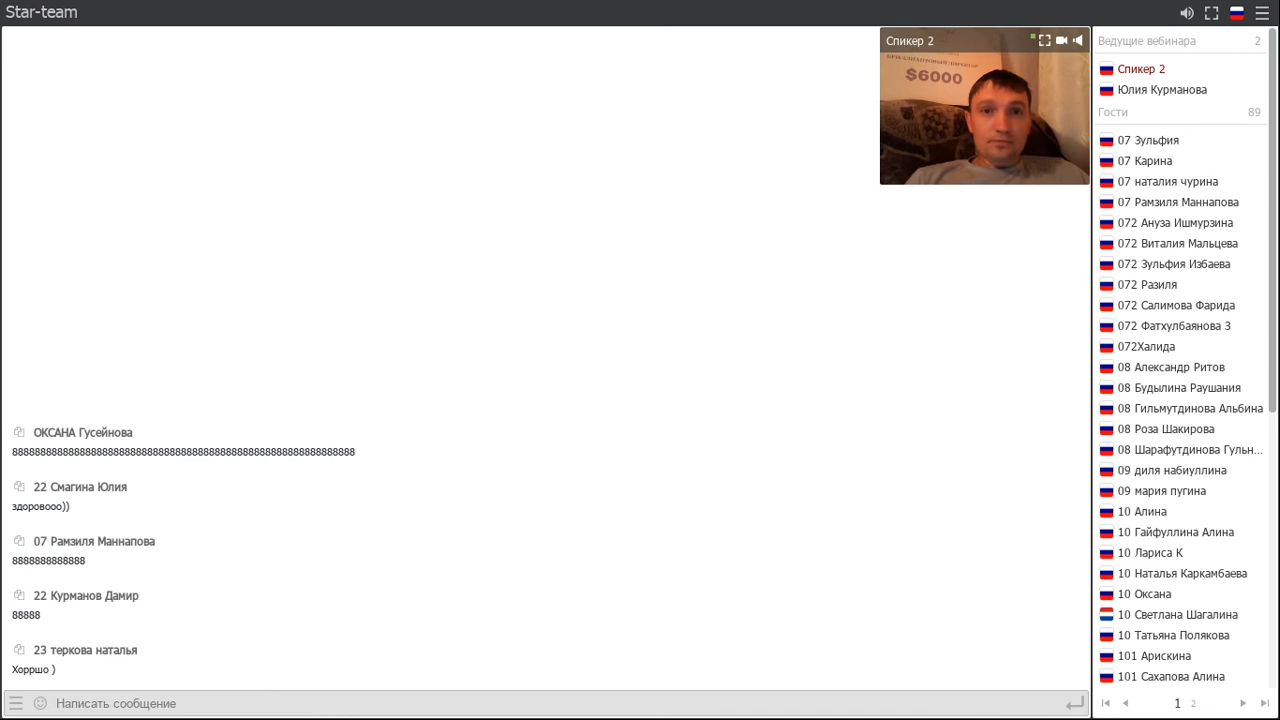 Star-team
Спикер 2
$6000
ОКСАНА Гусейнова
22 Смагина Юлия
здоровооо))
07 Рамзиля Маннапова
8888888888888
22 Курманов Дамир
88888
23 теркова наталья
Хорршо )
Написать сообщение
Ведущие вебинара 2
Спикер 2
Юлия Курманова
Гости 89
07 Зульфия
07 Карина
07 наталия чурина
07 Рамзиля Маннапова
072 Ануза Ишмурзина
072 Виталия Мальцева
072 Зульфия Избаева
072 Разиля
072 Салимова Фарида
072 Фатхулбаянова З
072Халида
08 Александр Ритов
08 Будылина Раушания
08 Гильмутдинова Альбина
08 Роза Шакирова
08 Шарафутдинова Гульн...
09 диля набиуллина
09 мария пугина
10 Алина
10 Гайфуллина Алина
10 Лариса К
10 Наталья Каркамбаева
10 Оксана
10 Светлана Шагалина
10 Татьяна Полякова
101 Арискина
101 Сахапова Алина
1 2